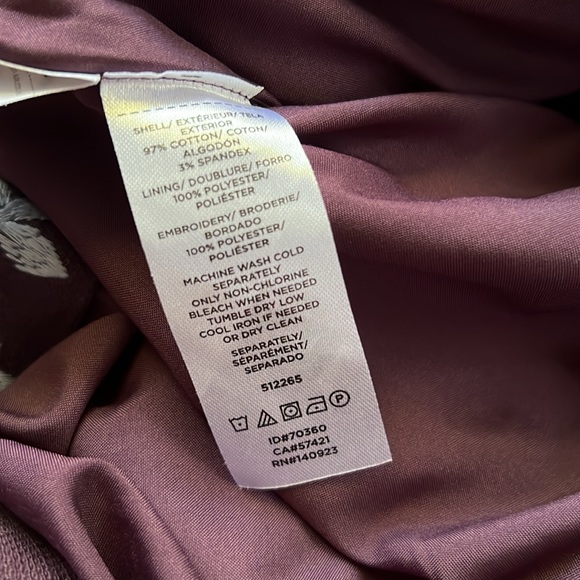 SHELL/ EXTÉRIEUR/TELA
EXTERIOR
97% COTTON/ COTON/
ALGODÓN
3% SPANDEX
LINING/ DOUBLURE/ FORRO
100% POLYESTER/
POLIÉSTER
EMBROIDERY/ BRODERIE/
BORDADO
100% POLYESTER/
POLIÉSTER
MACHINE WASH COLD
SEPARATELY
ONLY NON-CHLORINE
BLEACH WHEN NEEDED
TUMBLE DRY LOW
COOL IRON IF NEEDED
OR DRY CLEAN
SEPARATELY/
SÉPARÉMENT/
SEPARADO
512265
P
ID#70360
CA#57421
RN#140923